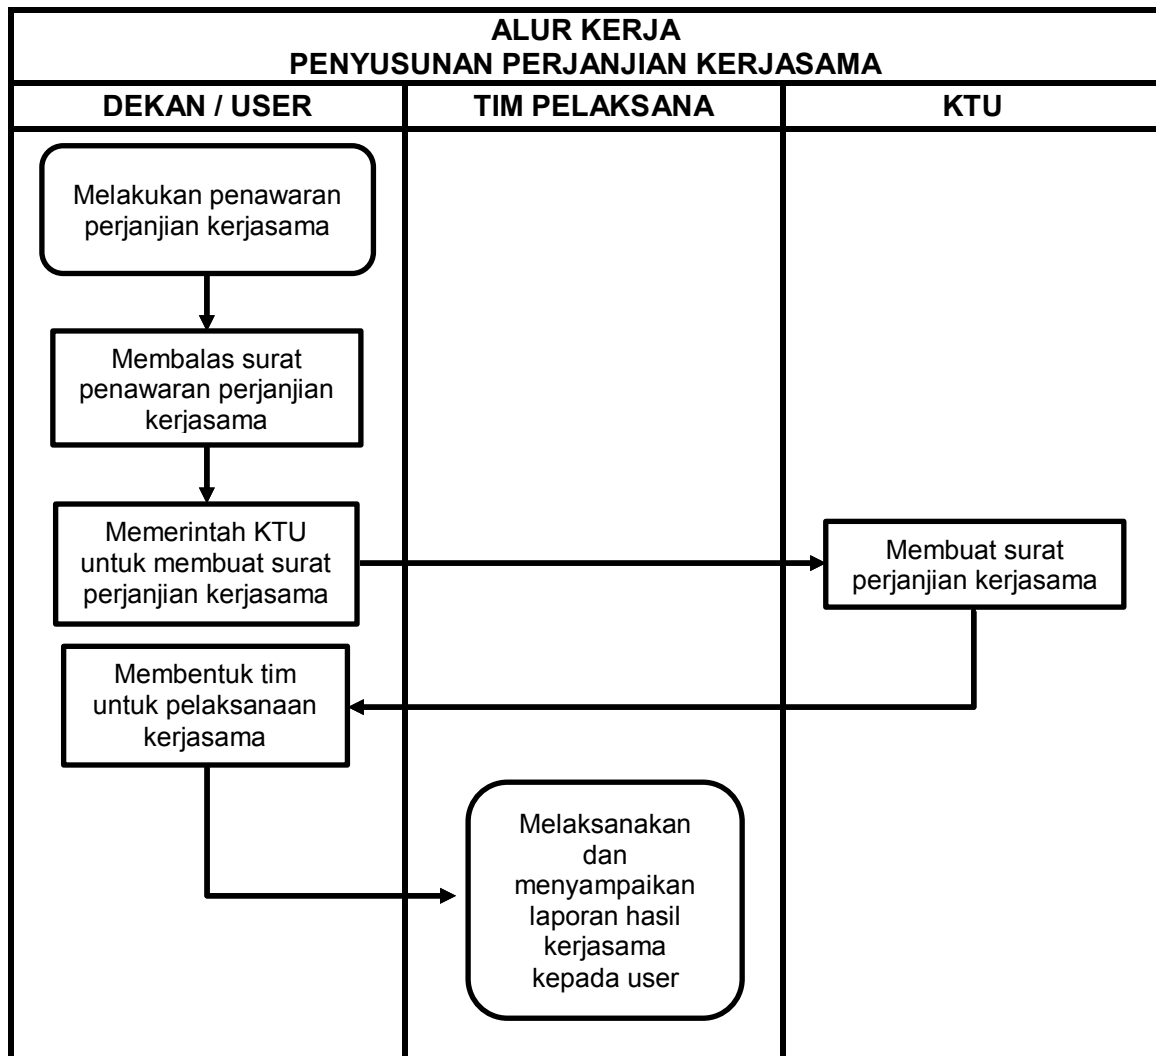 ALUR KERJA
PENYUSUNAN PERJANJIAN KERJASAMA
DEKAN / USER
TIM PELAKSANA
KTU
Melakukan penawaran
perjanjian kerjasama
Membalas surat
penawaran perjanjian
kerjasama
Memerintah KTU
untuk membuat surat
perjanjian kerjasama
Membuat surat
perjanjian kerjasama
Membentuk tim
untuk pelaksanaan
kerjasama
Melaksanakan
dan
menyampaikan
laporan hasil
kerjasama
kepada user